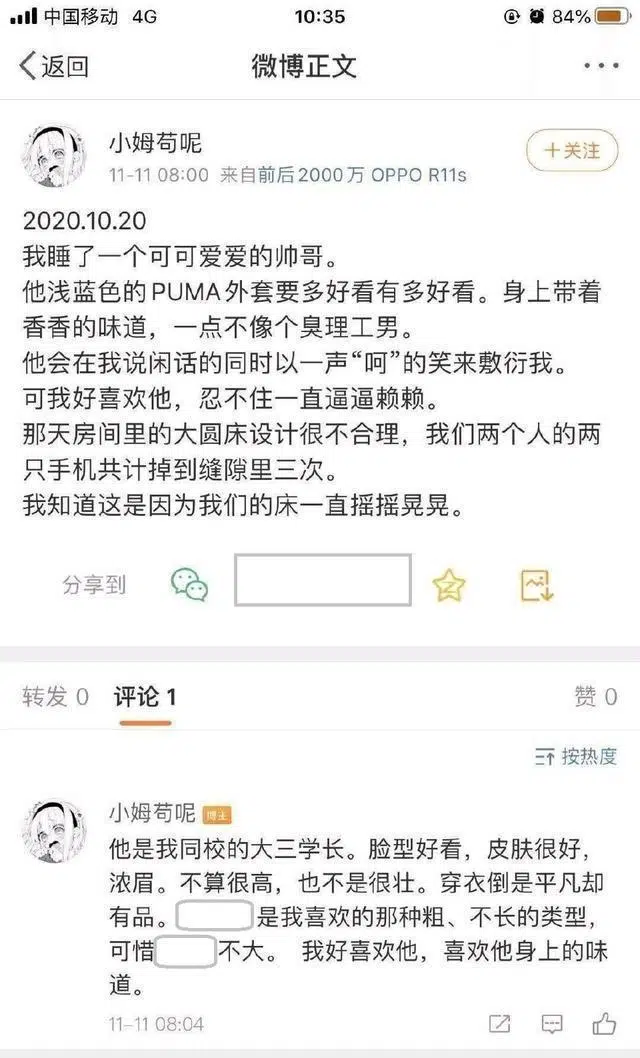 中国移动 4G 10:35 84%
返回 微博正文
小姆苟呢
+关注
11-11 08:00 来自前后2000万 OPPO R11s
2020.10.20
我睡了一个可可爱爱的帅哥。
他浅蓝色的PUMA外套要多好看有多好看。身上带着
香香的味道，一点不像个臭理工男。
他会在我说闲话的同时以一声“呵”的笑来敷衍我。
可我好喜欢他，忍不住一直逼逼赖赖。
那天房间里的大圆床设计很不合理，我们两个人的两
只手机共计掉到缝隙里三次。
我知道这是因为我们的床一直摇摇晃晃。
分享到
转发 0 评论 1 赞 0
按热度
小姆苟呢 博主
他是我同校的大三学长。脸型好看，皮肤很好，
浓眉。不算很高，也不是很壮。穿衣倒是平凡却
有品。是我喜欢的那种粗、不长的类型，
可惜不大。 我好喜欢他，喜欢他身上的味
道。
11-11 08:04